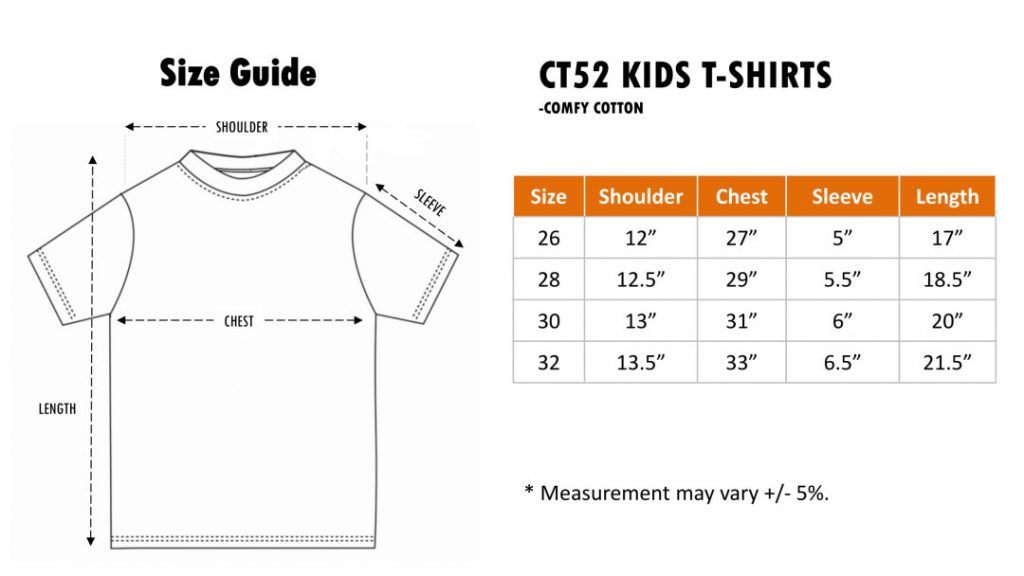 Size Guide
SHOULDER
SLEEVE
CHEST
LENGTH
CT52 KIDS T-SHIRTS
-COMFY COTTON
Size Shoulder Chest Sleeve Length
26 12” 27” 5” 17”
28 12.5” 29” 5.5” 18.5”
30 13” 31” 6” 20”
32 13.5” 33” 6.5” 21.5”
* Measurement may vary +/- 5%.